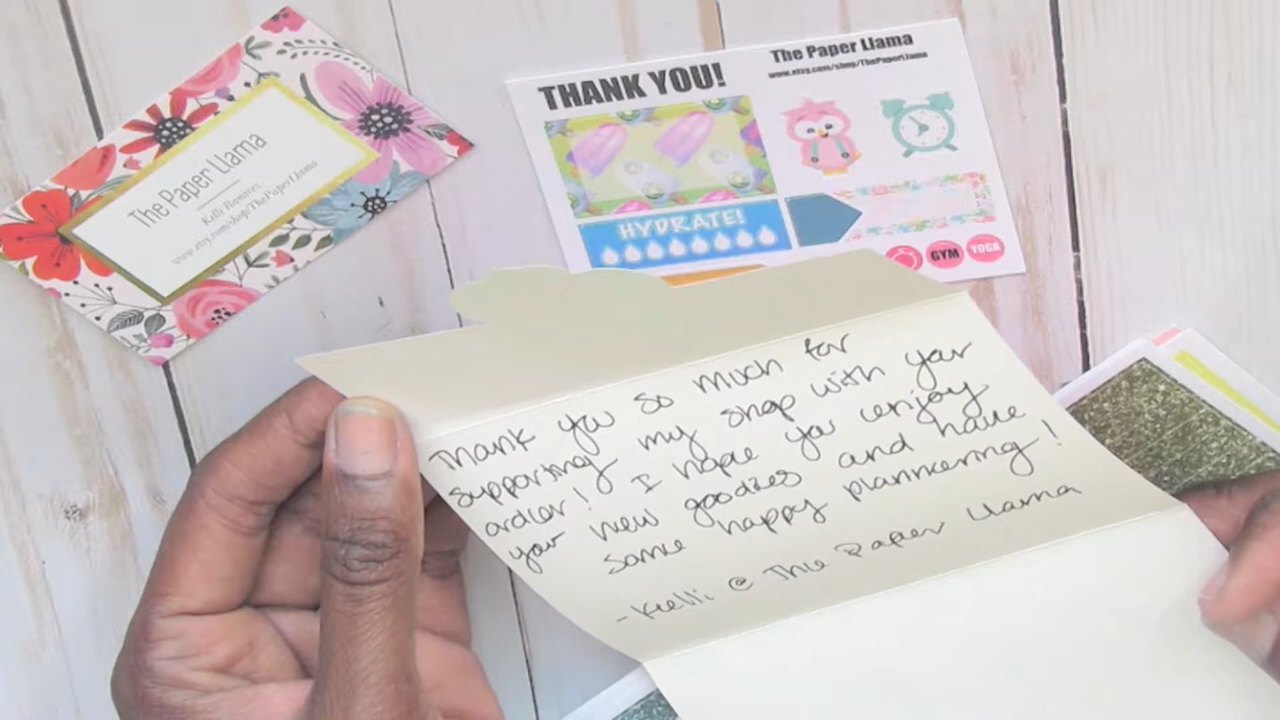 The Paper Llama
Kelli Ramirez
www.etsy.com/shop/ThePaperLlama
THANK YOU!
The Paper Llama
www.etsy.com/shop/ThePaperLlama
HYDRATE!
GYM
YOGA
Thank you so much for
supporting my shop with your
order! I hope you enjoy
your new goodies and have
some happy plannering!
-Kelli @ The Paper Llama